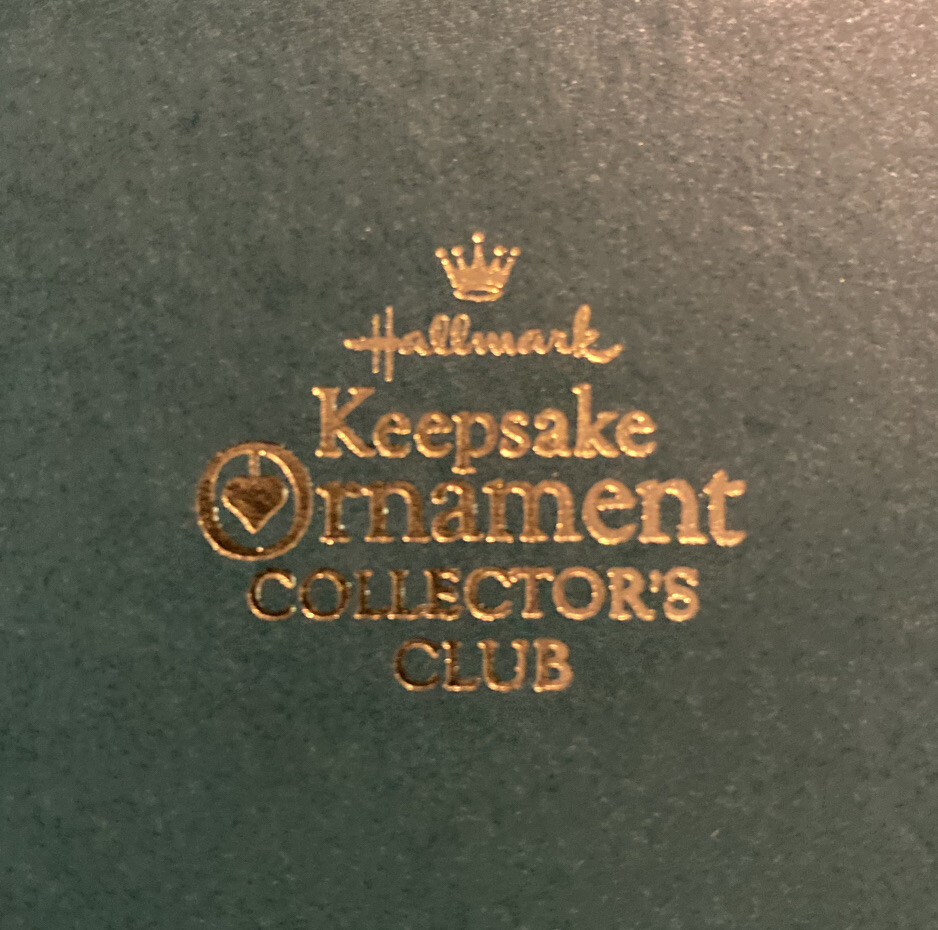 Hallmark
Keepsake
Ornament
COLLECTOR'S
CLUB